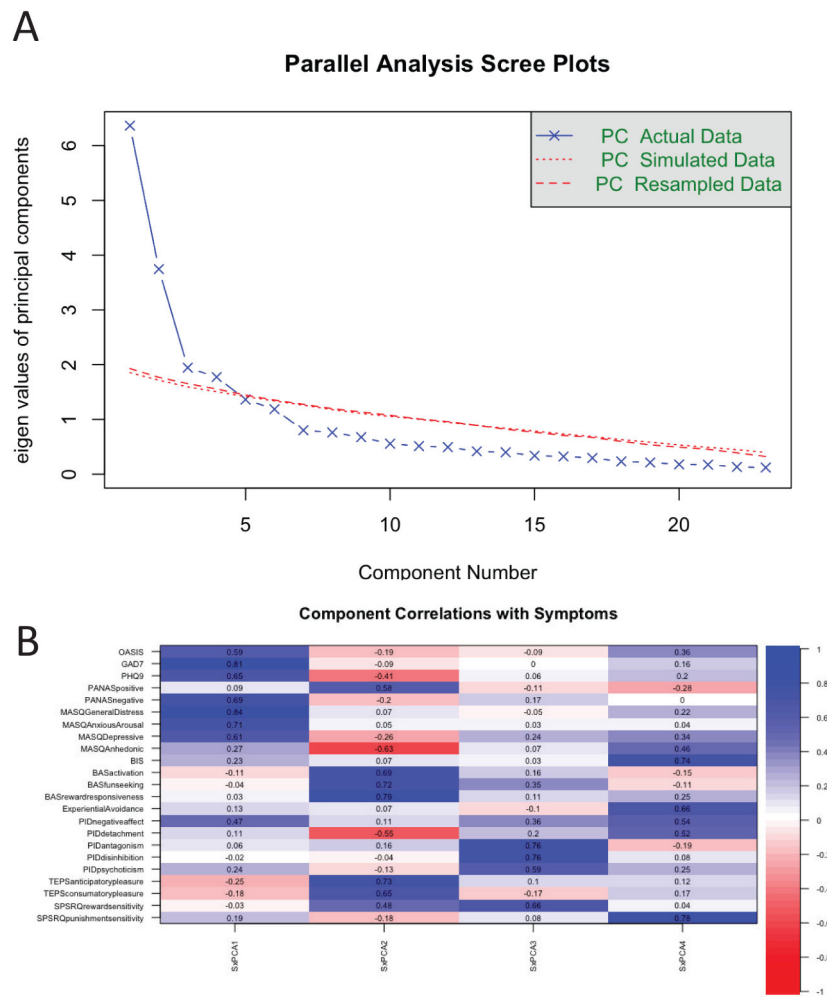 A
Parallel Analysis Scree Plots
eigen values of principal components
6
5
4
3
2
1
0
PC Actual Data
PC Simulated Data
PC Resampled Data
5 10 15 20
Component Number
B
Component Correlations with Symptoms
OASIS 0.59 -0.19 -0.09 0.36
GAD7 0.81 -0.09 0 0.16
PHQ9 0.65 -0.41 0.06 0.2
PANASpositive 0.09 0.58 -0.11 -0.28
PANASnegative 0.69 -0.2 0.17 0
MASQGeneralDistress 0.84 0.07 -0.05 0.22
MASQAnxiousArousal 0.71 0.05 0.03 0.04
MASQDepressive 0.61 -0.26 0.24 0.34
MASQAnhedonic 0.27 -0.63 0.07 0.46
BIS 0.23 0.07 0.03 0.74
BASactivation -0.11 0.69 0.16 -0.15
BASfunseeking -0.04 0.72 0.35 -0.11
BASrewardresponsiveness 0.03 0.79 0.11 0.25
ExperientialAvoidance 0.13 0.07 -0.1 0.66
PIDnegativeaffect 0.47 0.11 0.36 0.54
PIDdetachment 0.11 -0.55 0.2 0.52
PIDantagonism 0.06 0.16 0.76 -0.19
PIDdisinhibition -0.02 -0.04 0.76 0.08
PIDpsychoticism 0.24 -0.13 0.59 0.25
TEPSanticipatorypleasure -0.25 0.73 0.1 0.12
TEPSconsumatorypleasure -0.18 0.65 -0.17 0.17
SPSRQrewardsensitivity -0.03 0.48 0.66 0.04
SPSRQpunishmentsensitivity 0.19 -0.18 0.08 0.78
SxPCA1 SxPCA2 SxPCA3 SxPCA4
1
0.8
0.6
0.4
0.2
0
-0.2
-0.4
-0.6
-0.8
-1